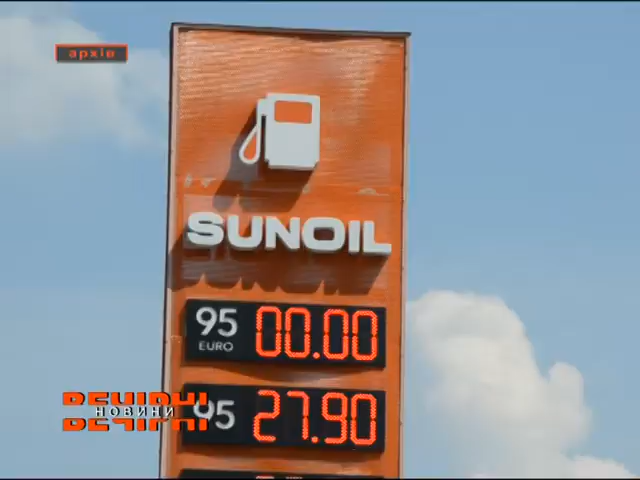 архів
SUNOIL
95
EURO
00.00
95
27.90
ВЕЧІРНІ
НОВИНИ